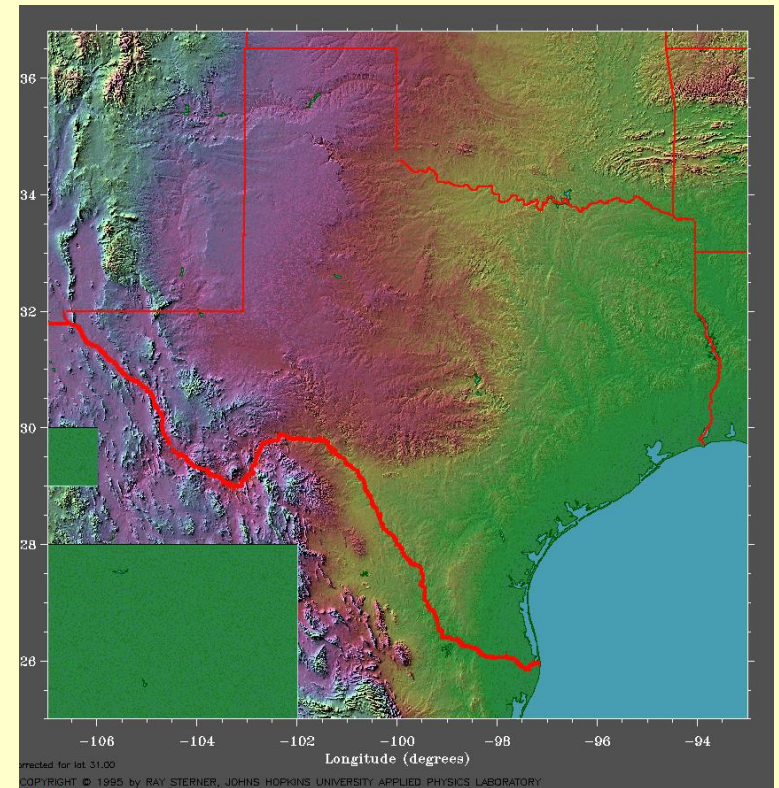 36
34
32
30
28
26
−106 −104 −102 −100 −98 −96 −94
Longitude (degrees)
rrected for lat 31.00
COPYRIGHT © 1995 by RAY STERNER, JOHNS HOPKINS UNIVERSITY APPLIED PHYSICS LABORATORY